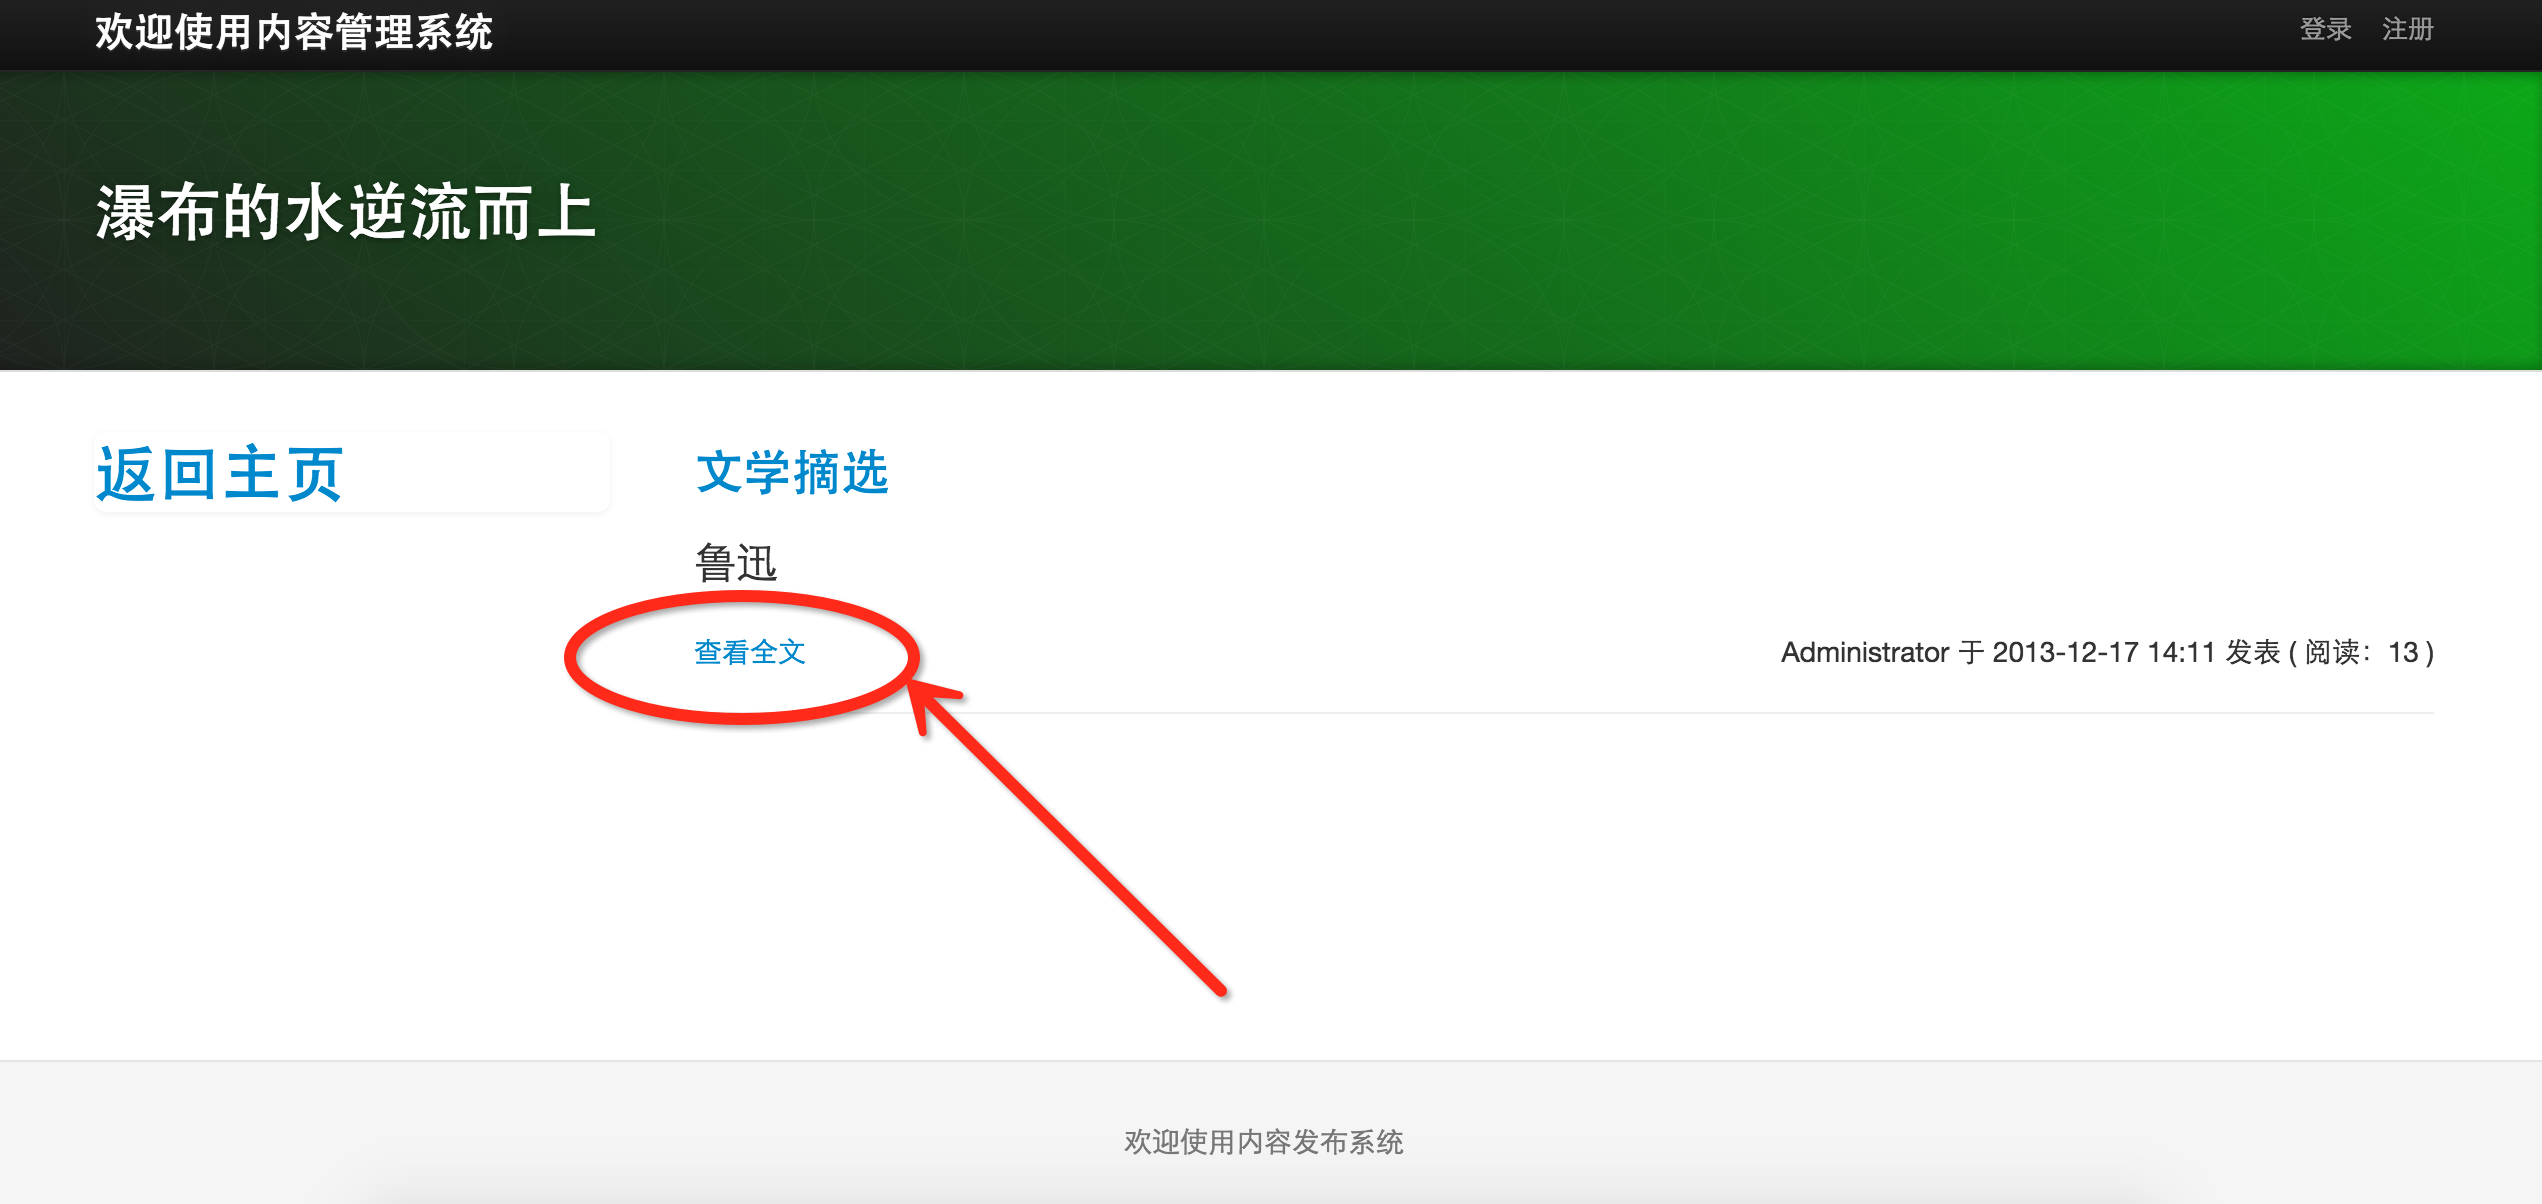 欢迎使用内容管理系统
登录 注册
瀑布的水逆流而上
返回主页
文学摘选
鲁迅
查看全文
Administrator 于 2013-12-17 14:11 发表 ( 阅读：13 )
欢迎使用内容发布系统